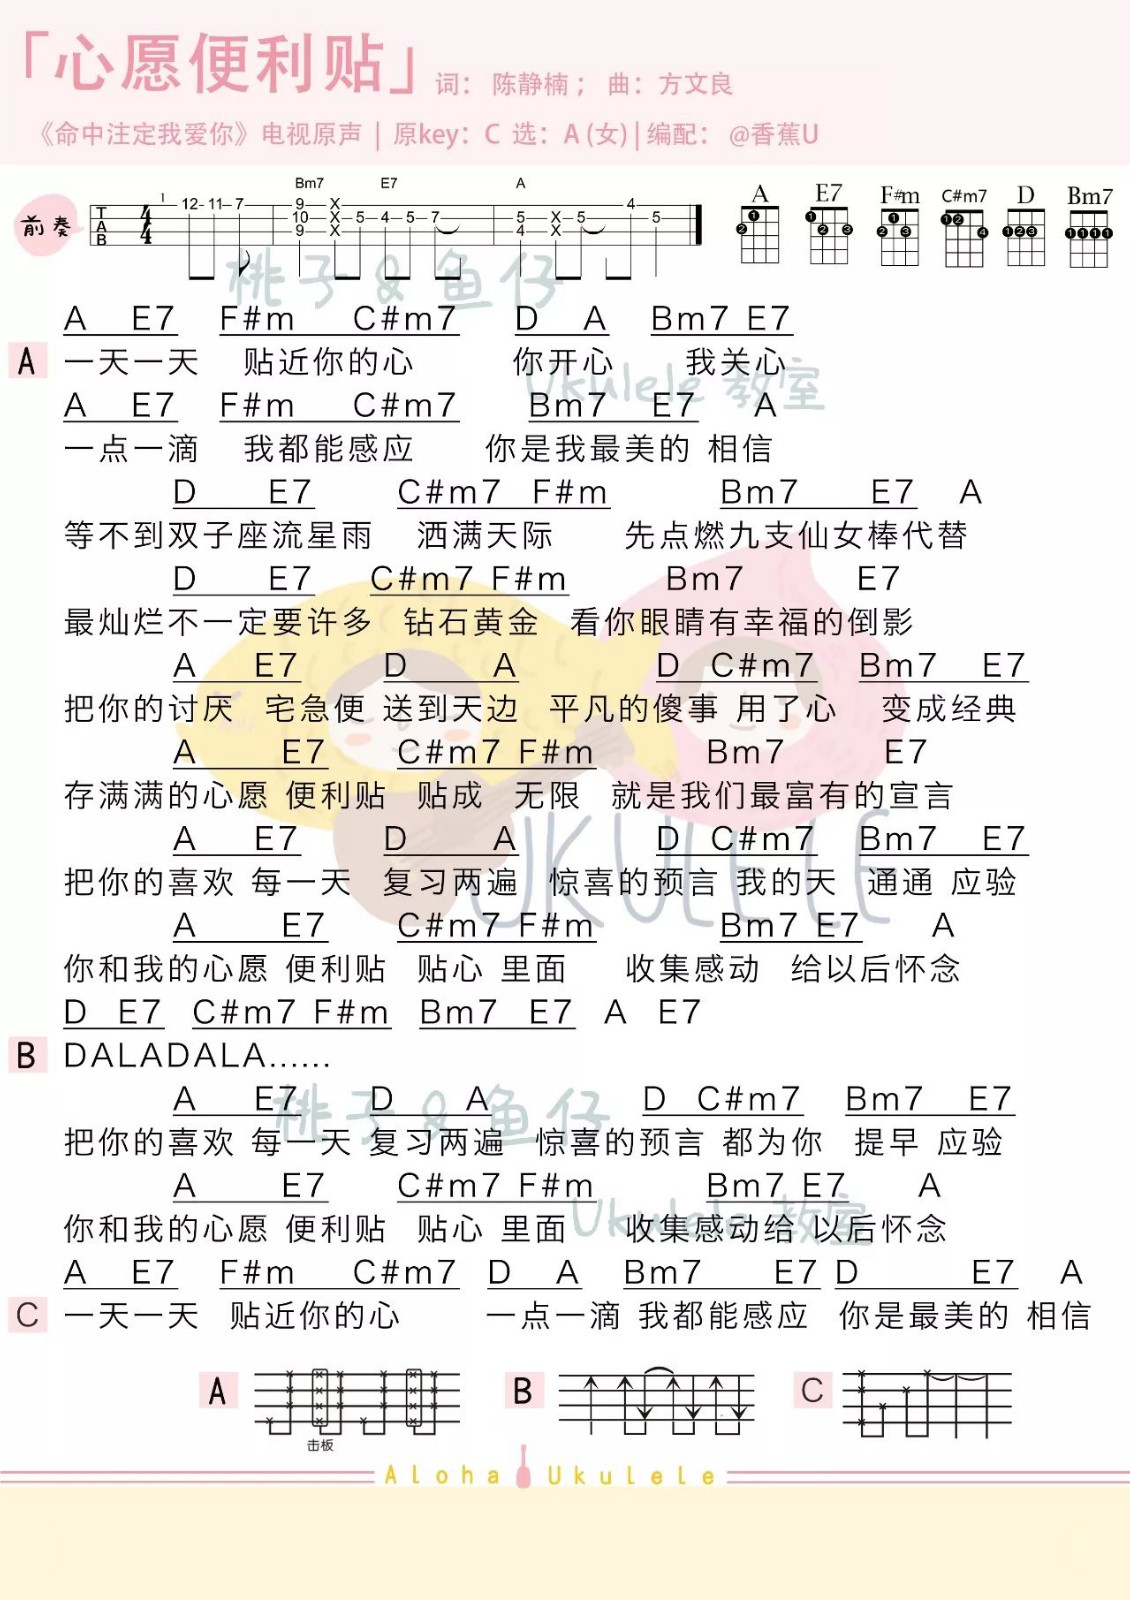 「心愿便利贴」 词： 陈静楠 ； 曲：方文良
《命中注定我爱你》电视原声 | 原key：C 选：A (女) | 编配： @香蕉U
前奏
1
Bm7 E7 A
A E7 F#m C#m7 D Bm7
T A B 4 4 12 11 7 9 10 9 X X X 5 4 5 7 5 4 X X 5 4 5
桃子 & 鱼仔
A E7 F#m C#m7 D A Bm7 E7
A 一天一天 贴近你的心 你开心 我关心
Ukulele 教室
A E7 F#m C#m7 Bm7 E7 A
一点一滴 我都能感应 你是我最美的 相信
D E7 C#m7 F#m Bm7 E7 A
等不到双子座流星雨 洒满天际 先点燃九支仙女棒代替
D E7 C#m7 F#m Bm7 E7
最灿烂不一定要许多 钻石黄金 看你眼睛有幸福的倒影
A E7 D A D C#m7 Bm7 E7
把你的讨厌 宅急便 送到天边 平凡的傻事 用了心 变成经典
A E7 C#m7 F#m Bm7 E7
存满满的心愿 便利贴 贴成 无限 就是我们最富有的宣言
A E7 D A D C#m7 Bm7 E7
把你的喜欢 每一天 复习两遍 惊喜的预言 我的天 通通 应验
UKULELE
A E7 C#m7 F#m Bm7 E7 A
你和我的心愿 便利贴 贴心 里面 收集感动 给以后怀念
D E7 C#m7 F#m Bm7 E7 A E7
B DALADALA......
A E7 D A D C#m7 Bm7 E7
桃子 & 鱼仔
把你的喜欢 每一天 复习两遍 惊喜的预言 都为你 提早 应验
A E7 C#m7 F#m Bm7 E7 A
Ukulele 教室
你和我的心愿 便利贴 贴心 里面 收集感动给 以后怀念
A E7 F#m C#m7 D A Bm7 E7 D E7 A
C 一天一天 贴近你的心 一点一滴 我都能感应 你是最美的 相信
A B C
击板
Aloha Ukulele